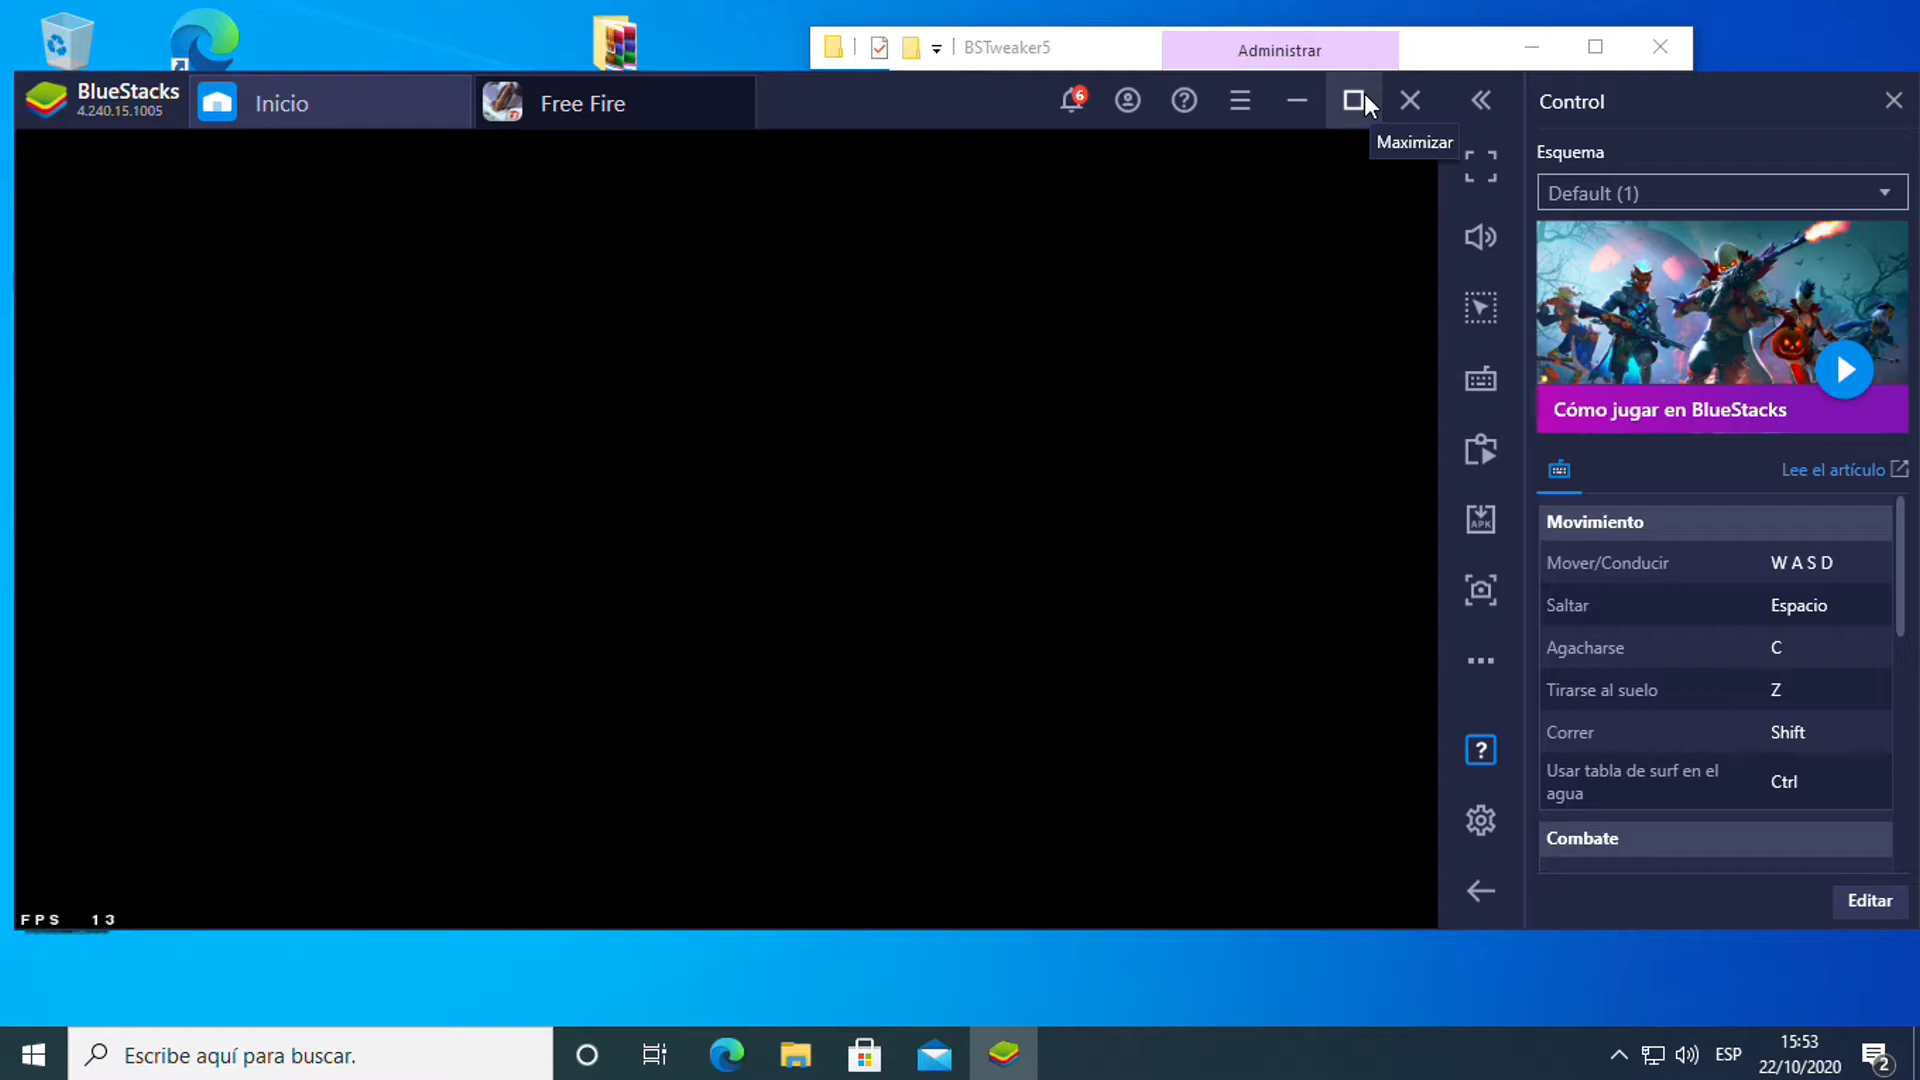 BSTweaker5
Administrar
BlueStacks
4.240.15.1005
Inicio
Free Fire
6
Maximizar
Control
Esquema
Default (1)
Cómo jugar en BlueStacks
Lee el artículo
Movimiento
Mover/Conducir W A S D
Saltar Espacio
Agacharse C
Tirarse al suelo Z
Correr Shift
Usar tabla de surf en el
agua
Ctrl
Combate
Editar
APK
FPS 13
Escribe aquí para buscar.
ESP
15:53
22/10/2020
2